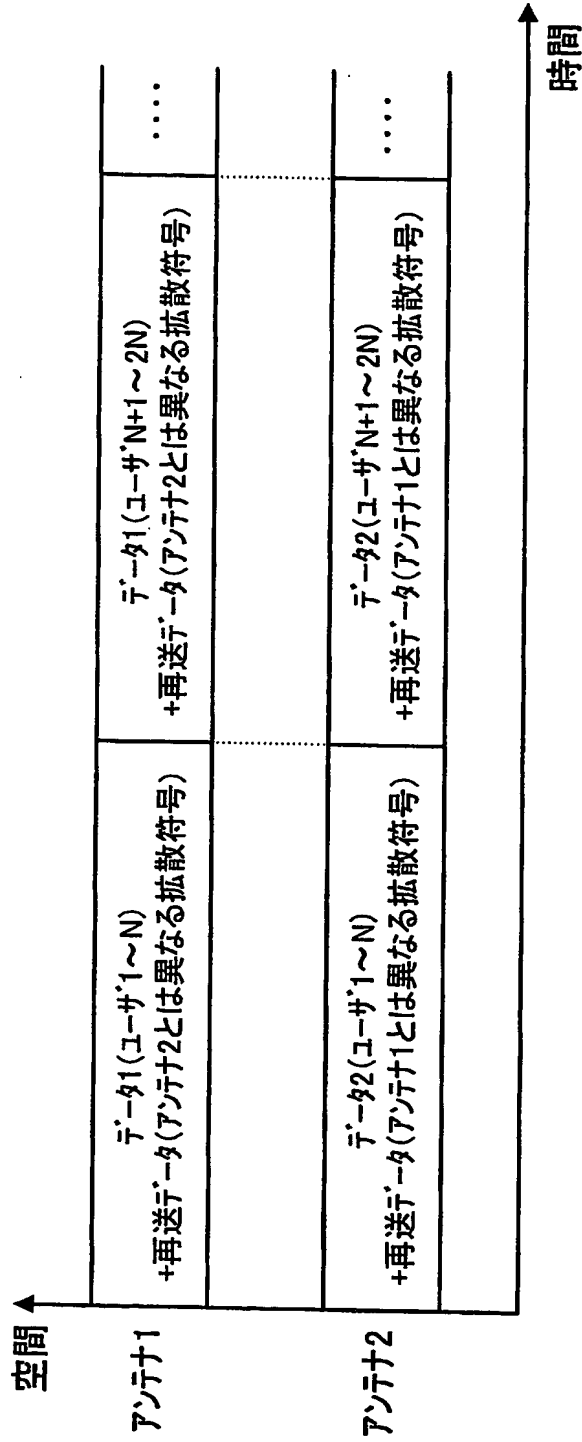 空間
アンテナ1
データ1(ユーザ1~N)
+再送データ(アンテナ2とは異なる拡散符号)
データ1(ユーザN+1~2N)
+再送データ(アンテナ2とは異なる拡散符号)
....
アンテナ2
データ2(ユーザ1~N)
+再送データ(アンテナ1とは異なる拡散符号)
データ2(ユーザN+1~2N)
+再送データ(アンテナ1とは異なる拡散符号)
....
時間